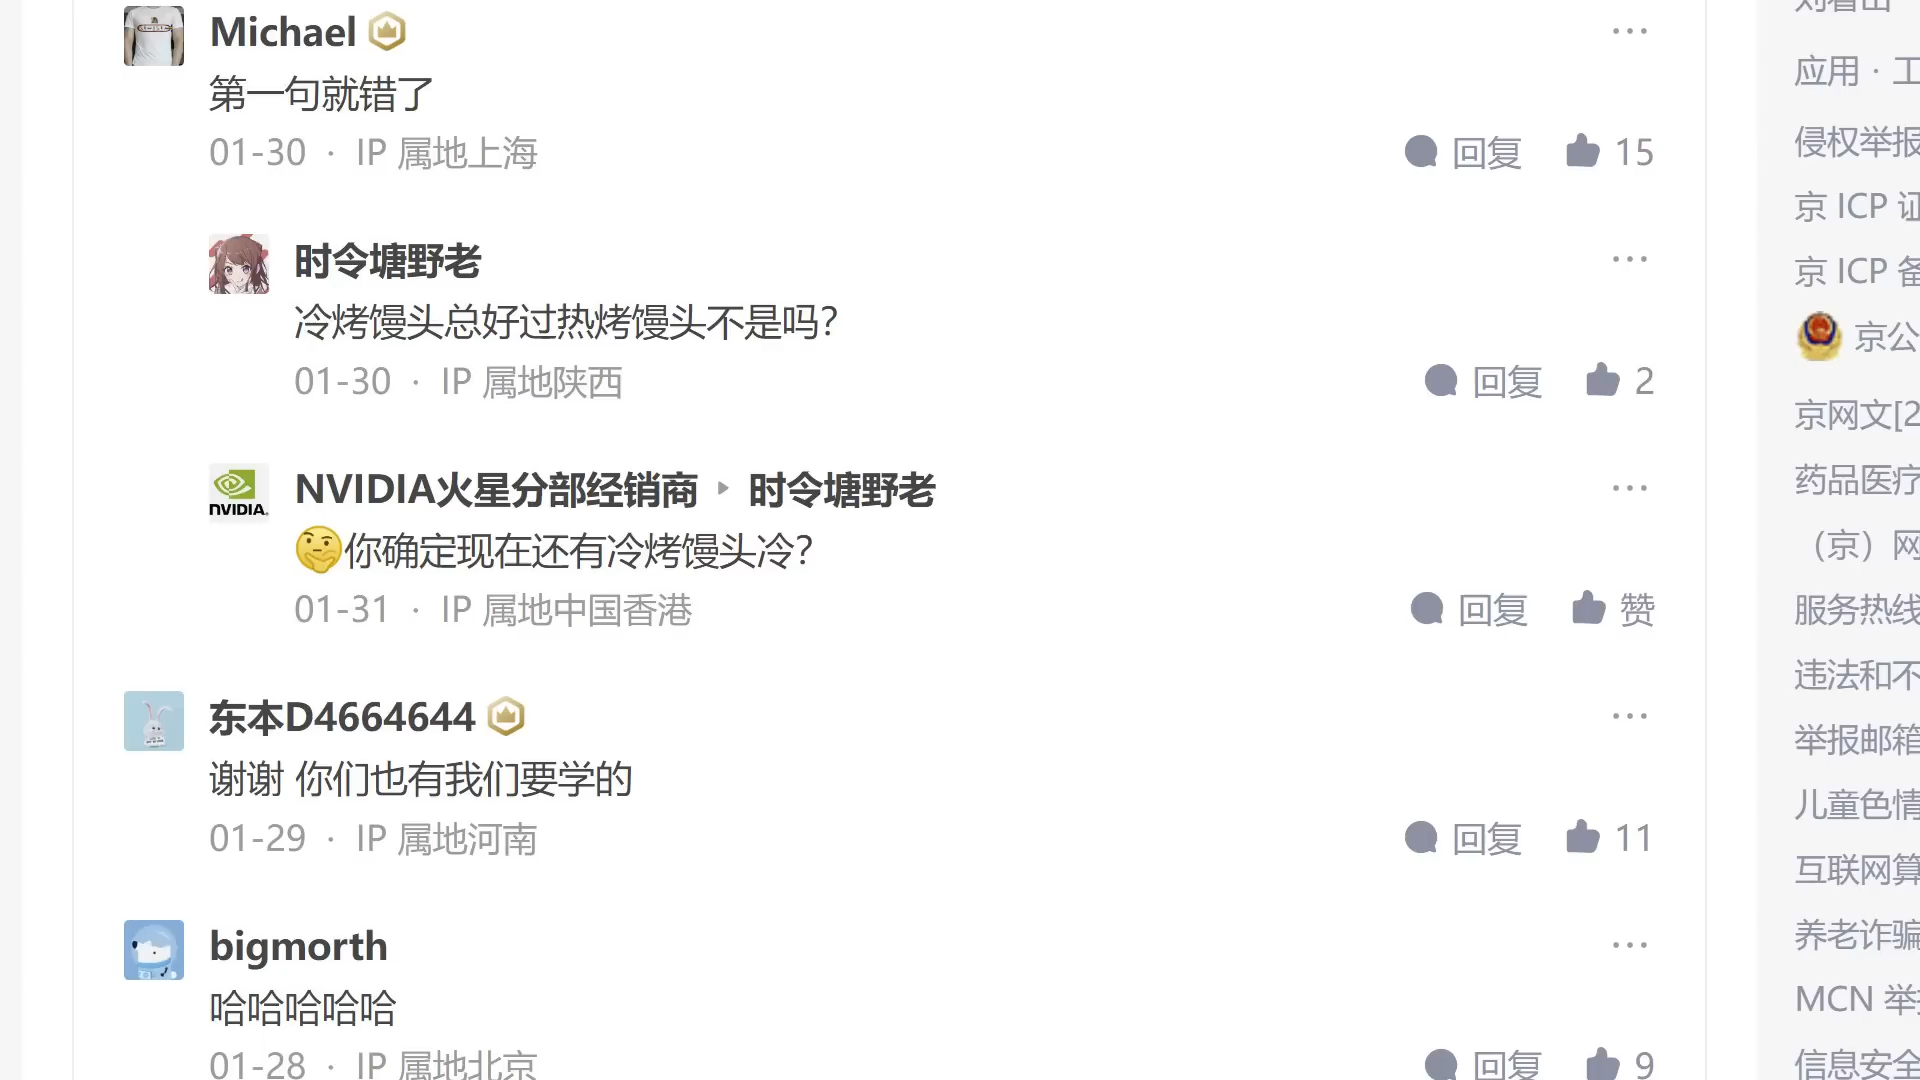 Michael
第一句就错了
01-30 · IP 属地上海
回复 15
时令塘野老
冷烤馒头总好过热烤馒头不是吗？
01-30 · IP 属地陕西
回复 2
NVIDIA.
NVIDIA火星分部经销商 ▸ 时令塘野老
🤔你确定现在还有冷烤馒头冷？
01-31 · IP 属地中国香港
回复 赞
东本D4664644
谢谢 你们也有我们要学的
01-29 · IP 属地河南
回复 11
bigmorth
哈哈哈哈哈
01-28 · IP 属地北京
回复 9
应用 · 工
侵权举报
京 ICP 证
京 ICP 备
京公
京网文[2
药品医疗
（京）网
服务热线
违法和不
举报邮箱
儿童色情
互联网算
养老诈骗
MCN 举
信息安全